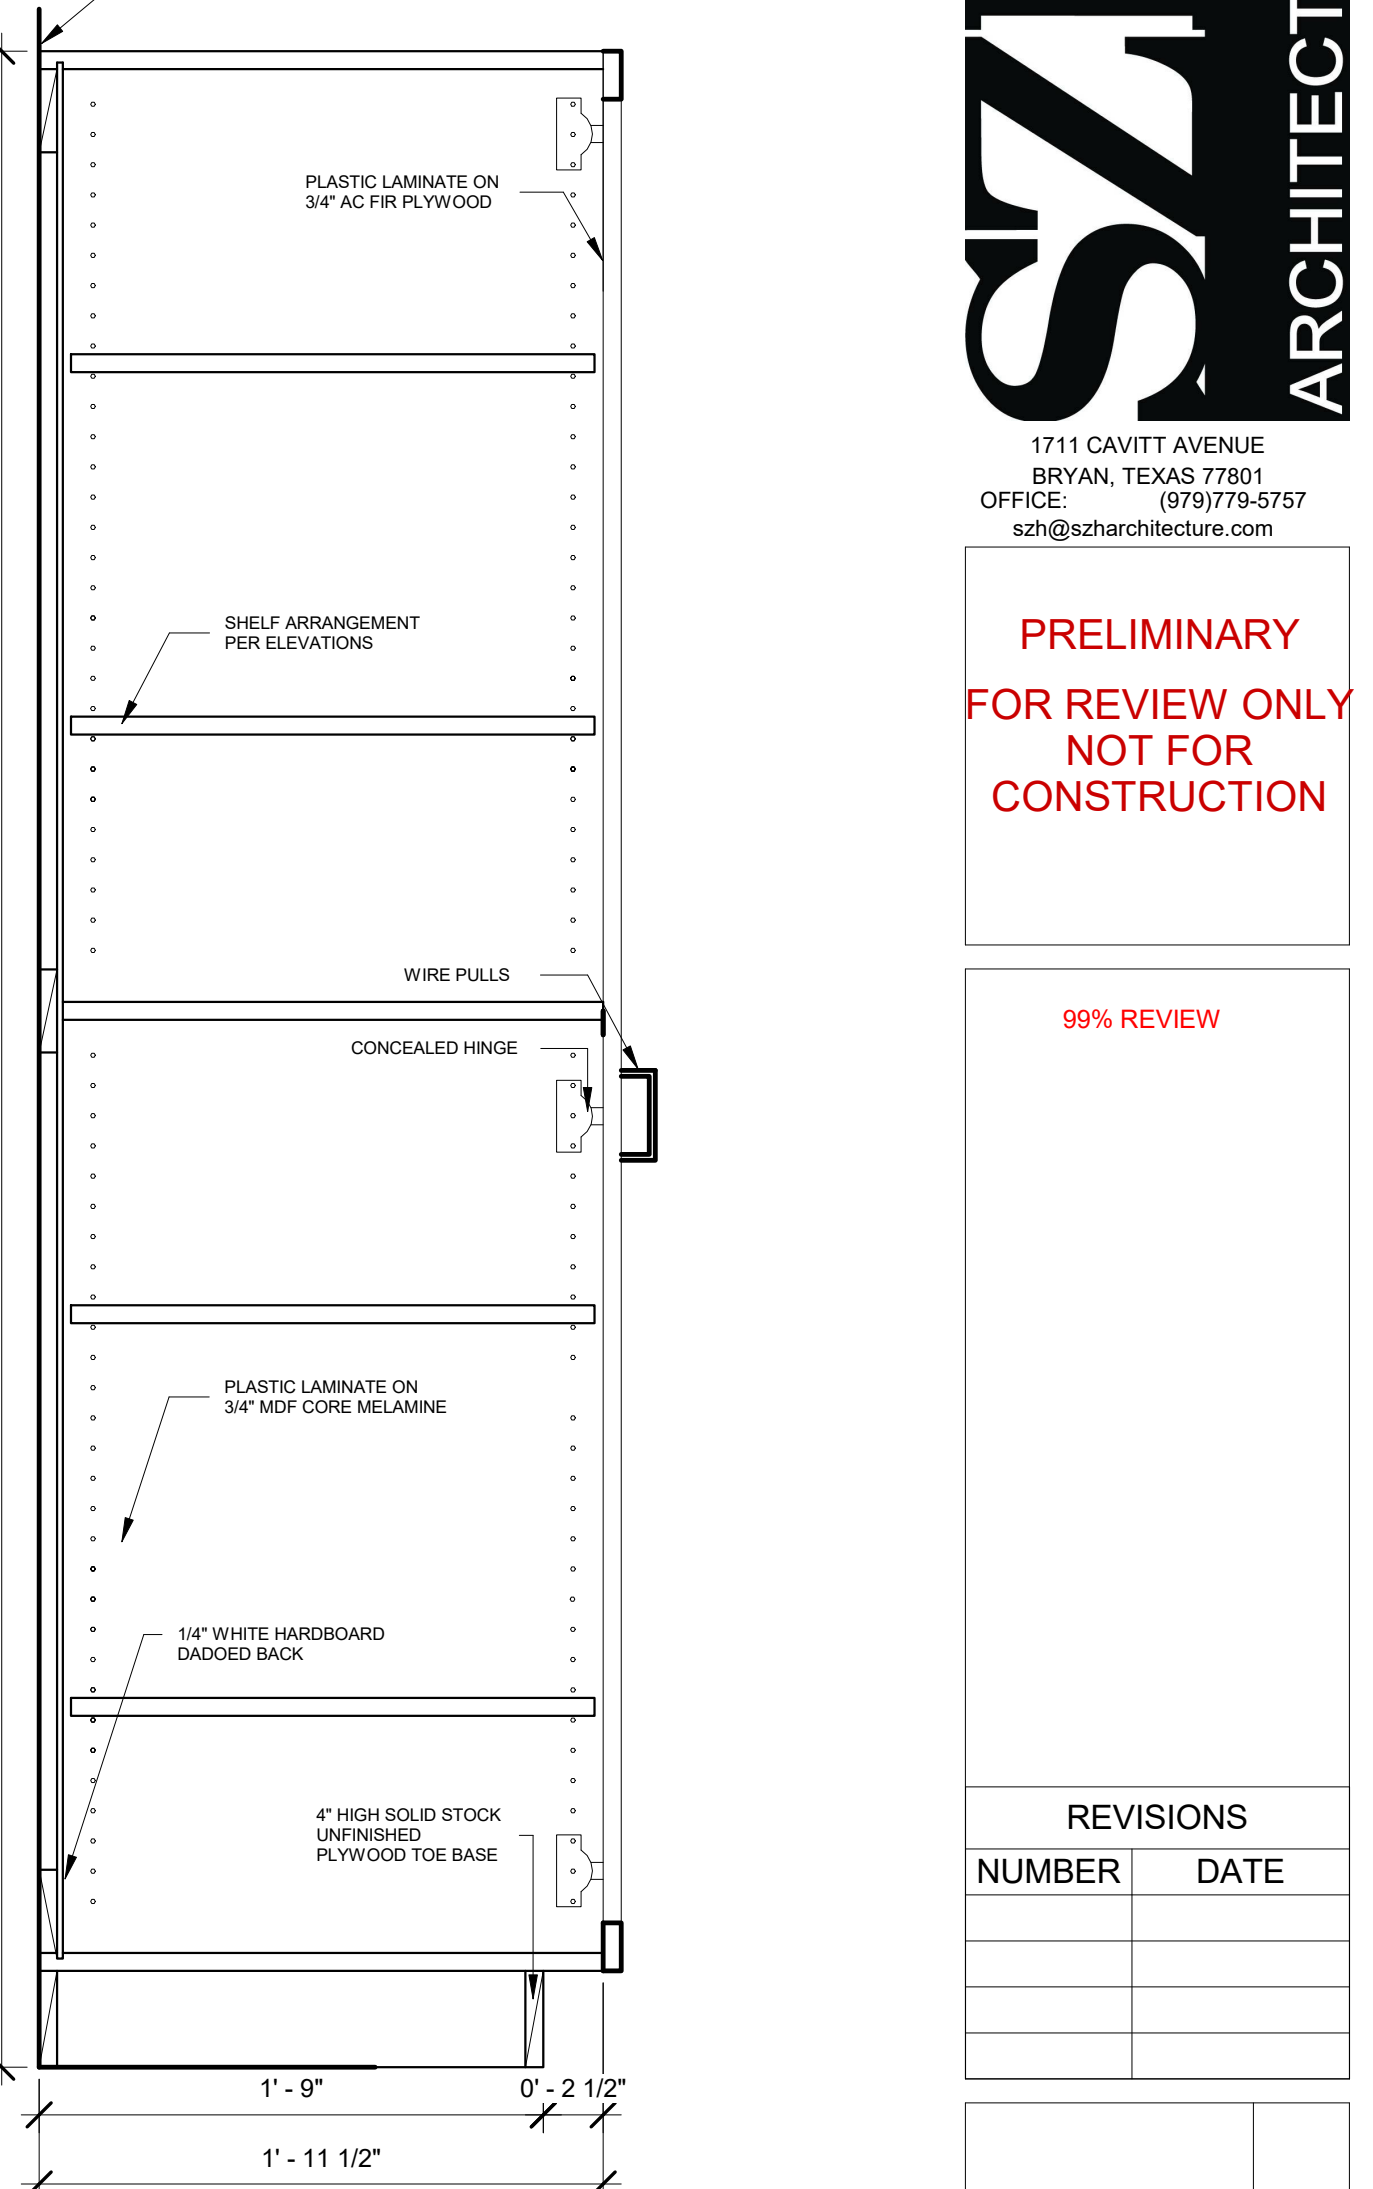 PLASTIC LAMINATE ON
3/4" AC FIR PLYWOOD
SHELF ARRANGEMENT
PER ELEVATIONS
WIRE PULLS
CONCEALED HINGE
PLASTIC LAMINATE ON
3/4" MDF CORE MELAMINE
1/4" WHITE HARDBOARD
DADOED BACK
4" HIGH SOLID STOCK
UNFINISHED
PLYWOOD TOE BASE
1' - 9"
0' - 2 1/2"
1' - 11 1/2"
SZ
ARCHITECT
1711 CAVITT AVENUE
BRYAN, TEXAS 77801
OFFICE: (979)779-5757
szh@szharchitecture.com
PRELIMINARY
FOR REVIEW ONLY
NOT FOR
CONSTRUCTION
99% REVIEW
REVISIONS
NUMBER DATE